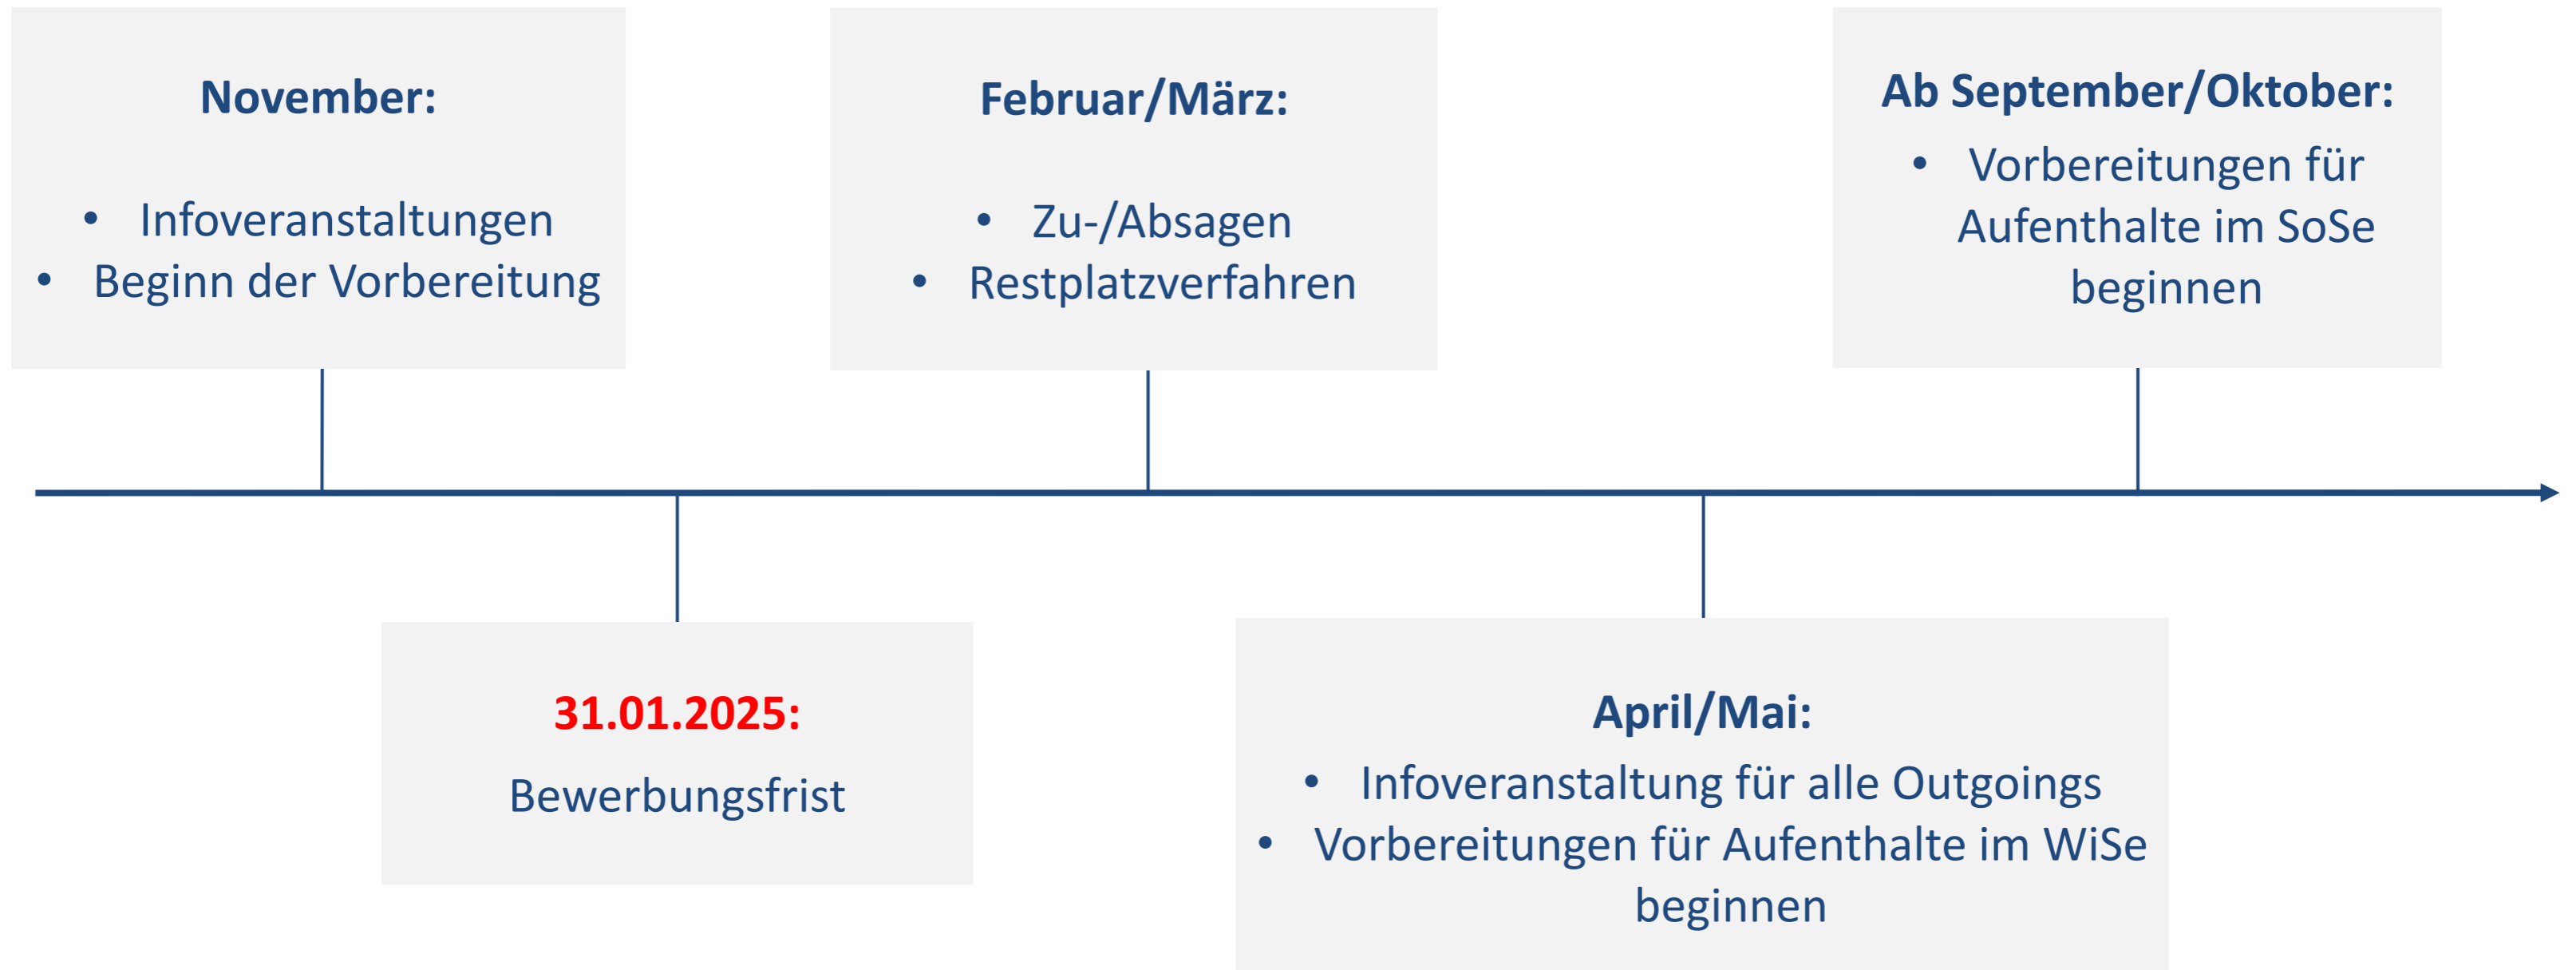 November:
• Infoveranstaltungen
• Beginn der Vorbereitung
31.01.2025:
Bewerbungsfrist
Februar/März:
• Zu-/Absagen
• Restplatzverfahren
April/Mai:
• Infoveranstaltung für alle Outgoings
• Vorbereitungen für Aufenthalte im WiSe
beginnen
Ab September/Oktober:
• Vorbereitungen für
Aufenthalte im SoSe
beginnen